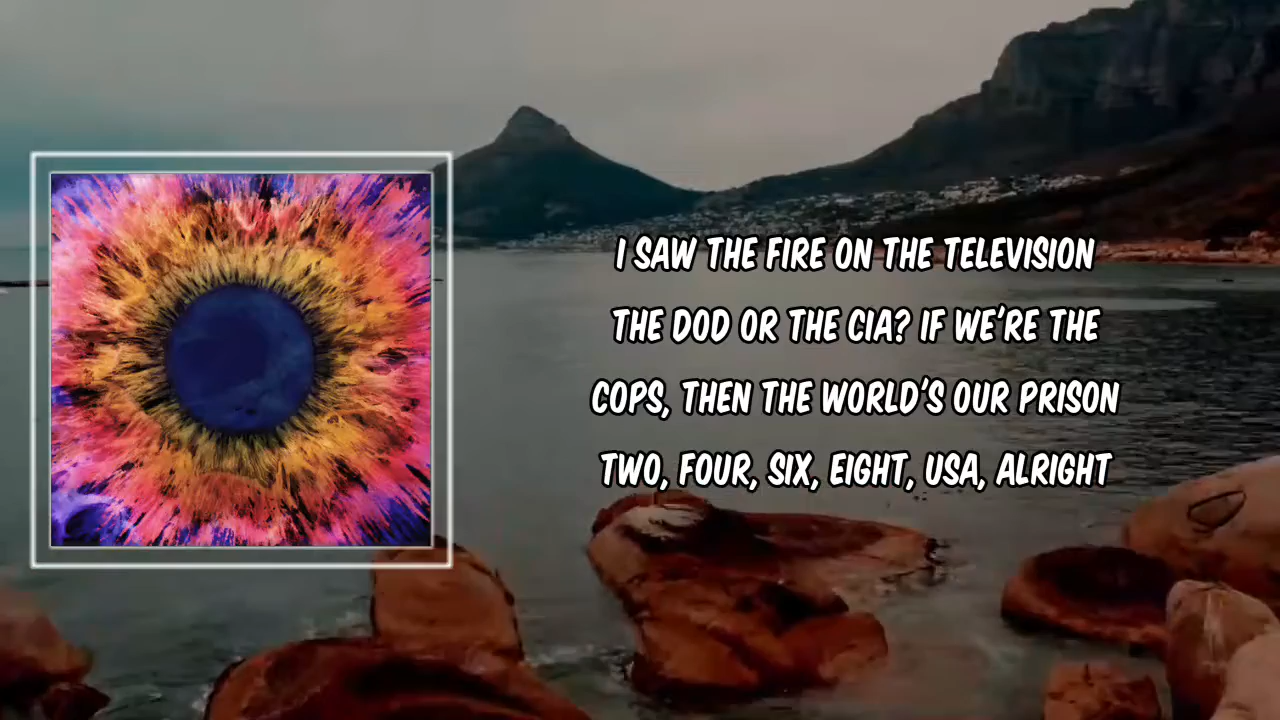 I SAW THE FIRE ON THE TELEVISION
THE DOD OR THE CIA? IF WE'RE THE
COPS, THEN THE WORLD'S OUR PRISON
TWO, FOUR, SIX, EIGHT, USA, ALRIGHT